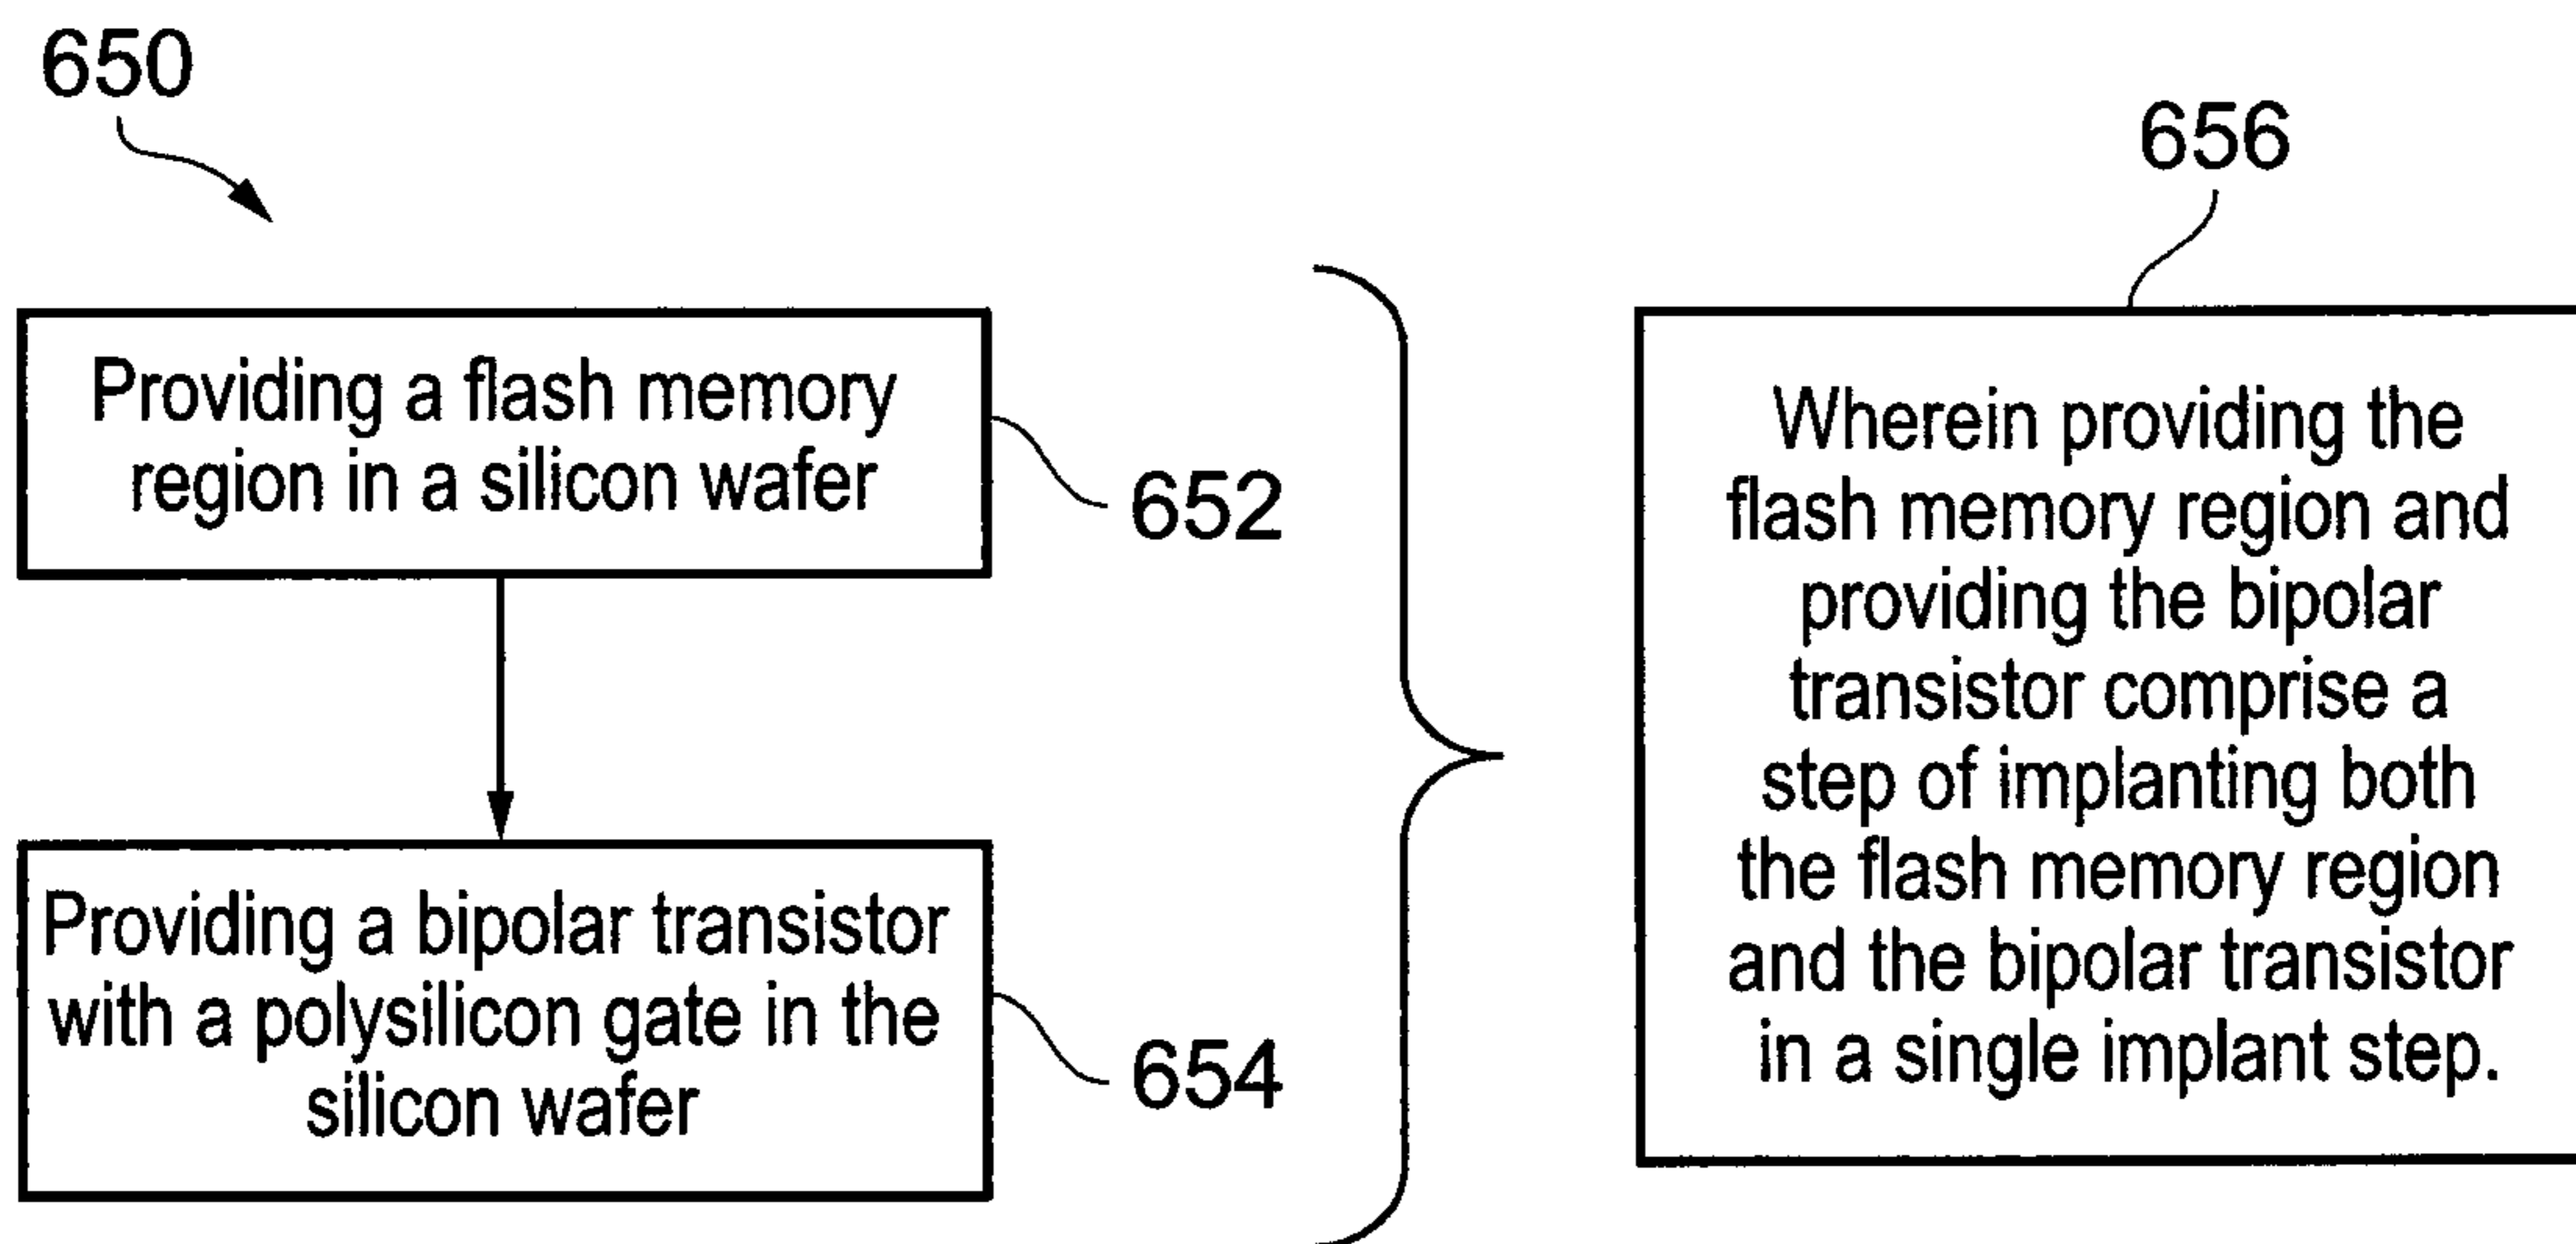 650
Providing a flash memory
region in a silicon wafer
652
Providing a bipolar transistor
with a polysilicon gate in the
silicon wafer
654
656
Wherein providing the
flash memory region and
providing the bipolar
transistor comprise a
step of implanting both
the flash memory region
and the bipolar transistor
in a single implant step.